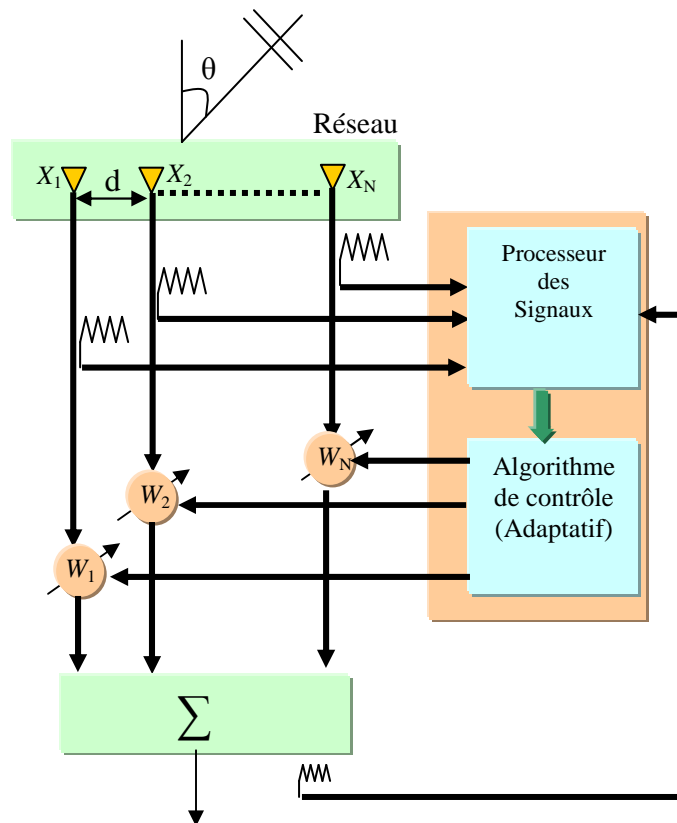 θ
Réseau
X1
d
X2
XN
Processeur
des
Signaux
WN
Algorithme
de contrôle
(Adaptatif)
W2
W1
∑